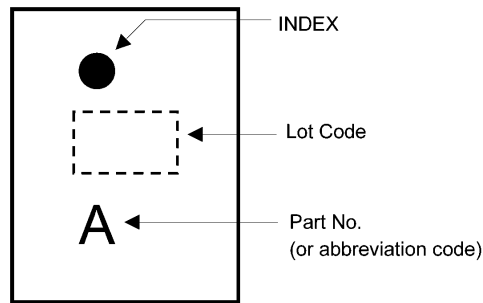 INDEX
Lot Code
A
Part No.
(or abbreviation code)